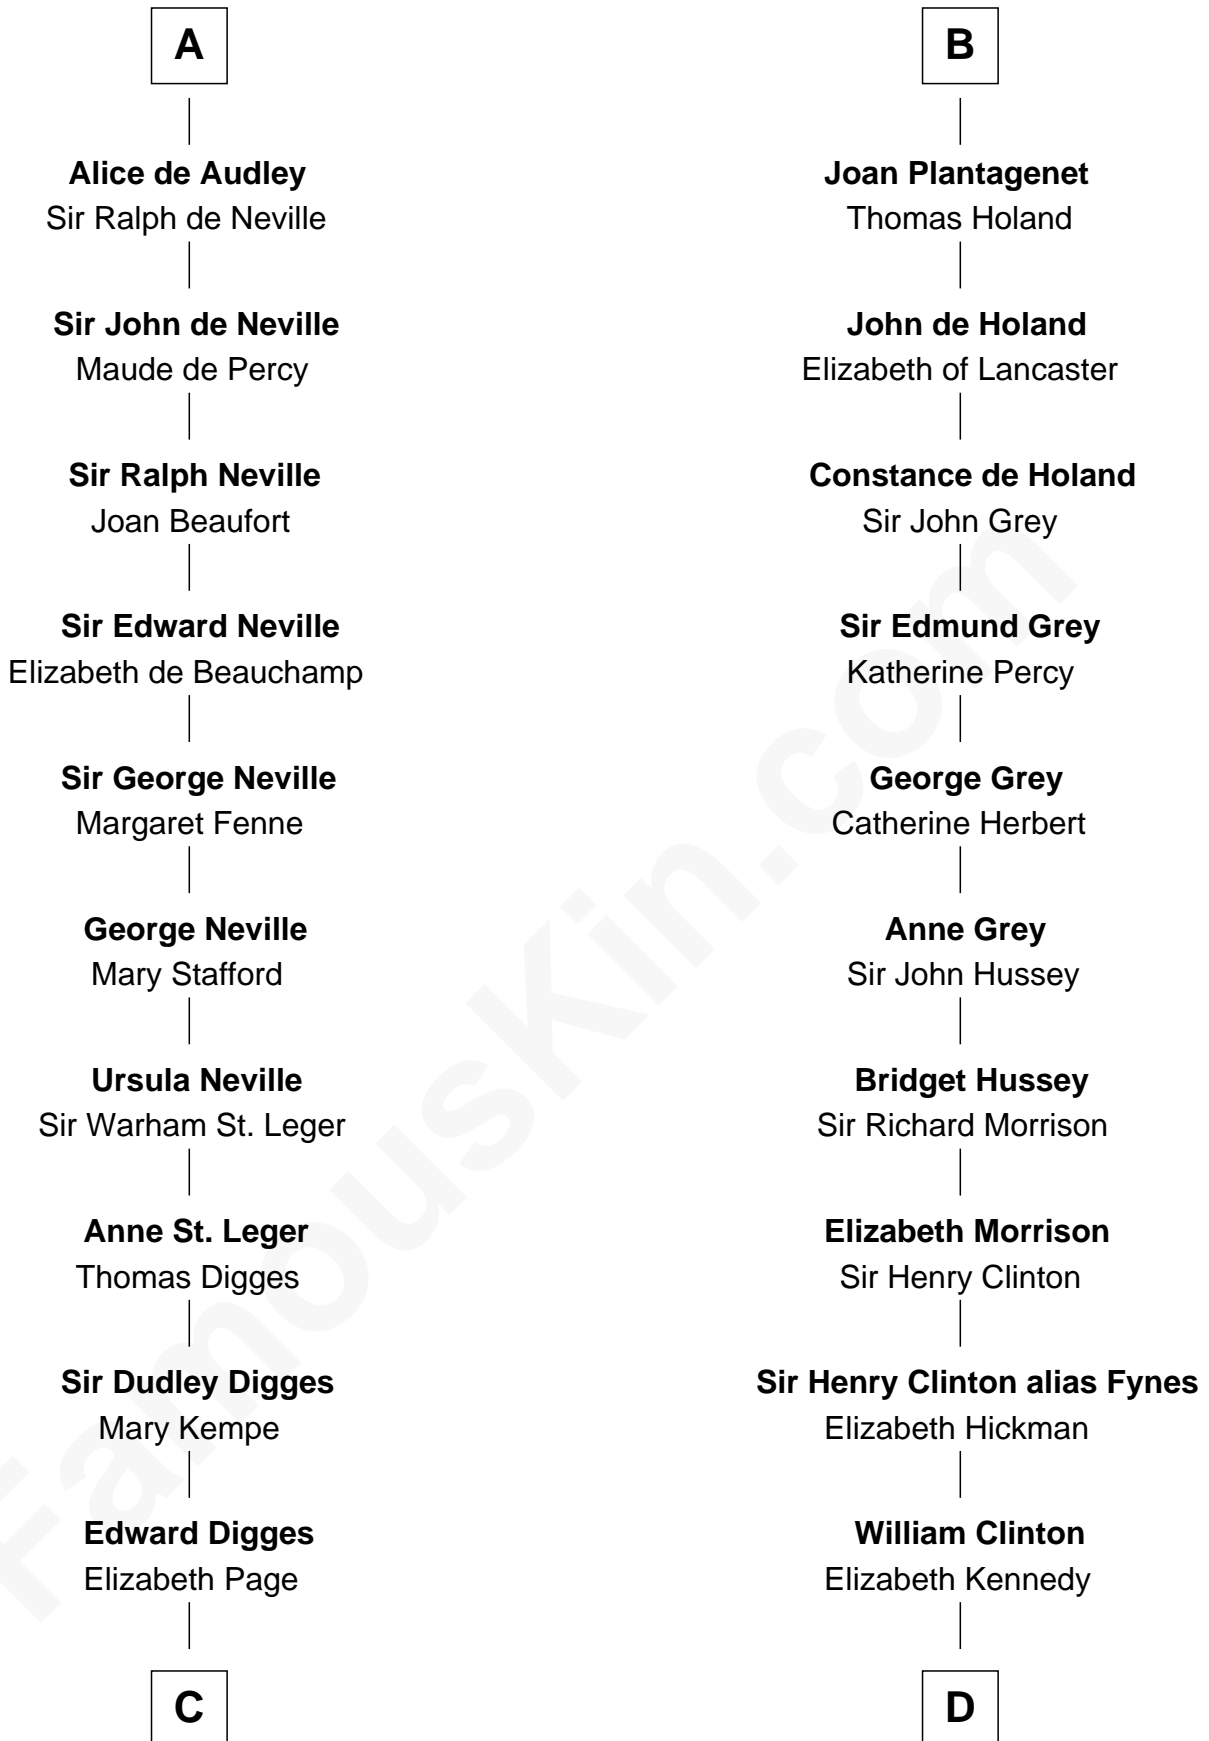 A
Alice de Audley
Sir Ralph de Neville
Sir John de Neville
Maude de Percy
Sir Ralph Neville
Joan Beaufort
Sir Edward Neville
Elizabeth de Beauchamp
Sir George Neville
Margaret Fenne
George Neville
Mary Stafford
Ursula Neville
Sir Warham St. Leger
Anne St. Leger
Thomas Digges
Sir Dudley Digges
Mary Kempe
Edward Digges
Elizabeth Page
C
B
Joan Plantagenet
Thomas Holand
John de Holand
Elizabeth of Lancaster
Constance de Holand
Sir John Grey
Sir Edmund Grey
Katherine Percy
George Grey
Catherine Herbert
Anne Grey
Sir John Hussey
Bridget Hussey
Sir Richard Morrison
Elizabeth Morrison
Sir Henry Clinton
Sir Henry Clinton alias Fynes
Elizabeth Hickman
William Clinton
Elizabeth Kennedy
D
FamousKin.com